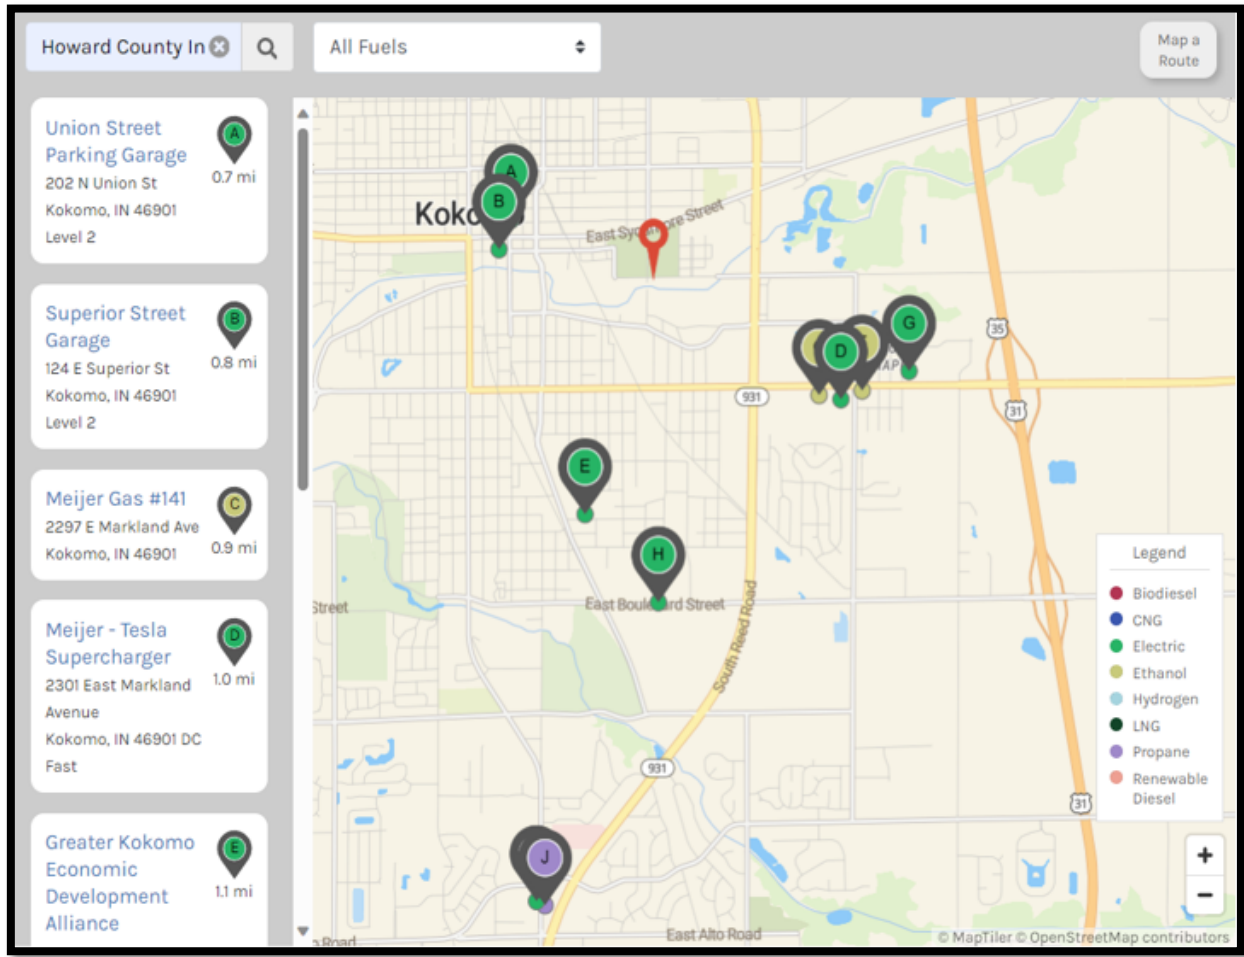 Howard County In
All Fuels
Map a
Route
Union Street
Parking Garage
202 N Union St
Kokomo, IN 46901
Level 2
A
0.7 mi
Superior Street
Garage
124 E Superior St
Kokomo, IN 46901
Level 2
B
0.8 mi
Meijer Gas #141
2297 E Markland Ave
Kokomo, IN 46901
C
0.9 mi
Meijer - Tesla
Supercharger
2301 East Markland
Avenue
Kokomo, IN 46901 DC
Fast
D
1.0 mi
Greater Kokomo
Economic
Development
Alliance
E
1.1 mi
A
B
East Street
G
D
35
931
31
E
H
Street
East Boulevard Street
South Reed Road
931
31
J
East Alto Road
Road
Legend
Biodiesel
CNG
Electric
Ethanol
Hydrogen
LNG
Propane
Renewable
Diesel
+
−
© MapTiler © OpenStreetMap contributors